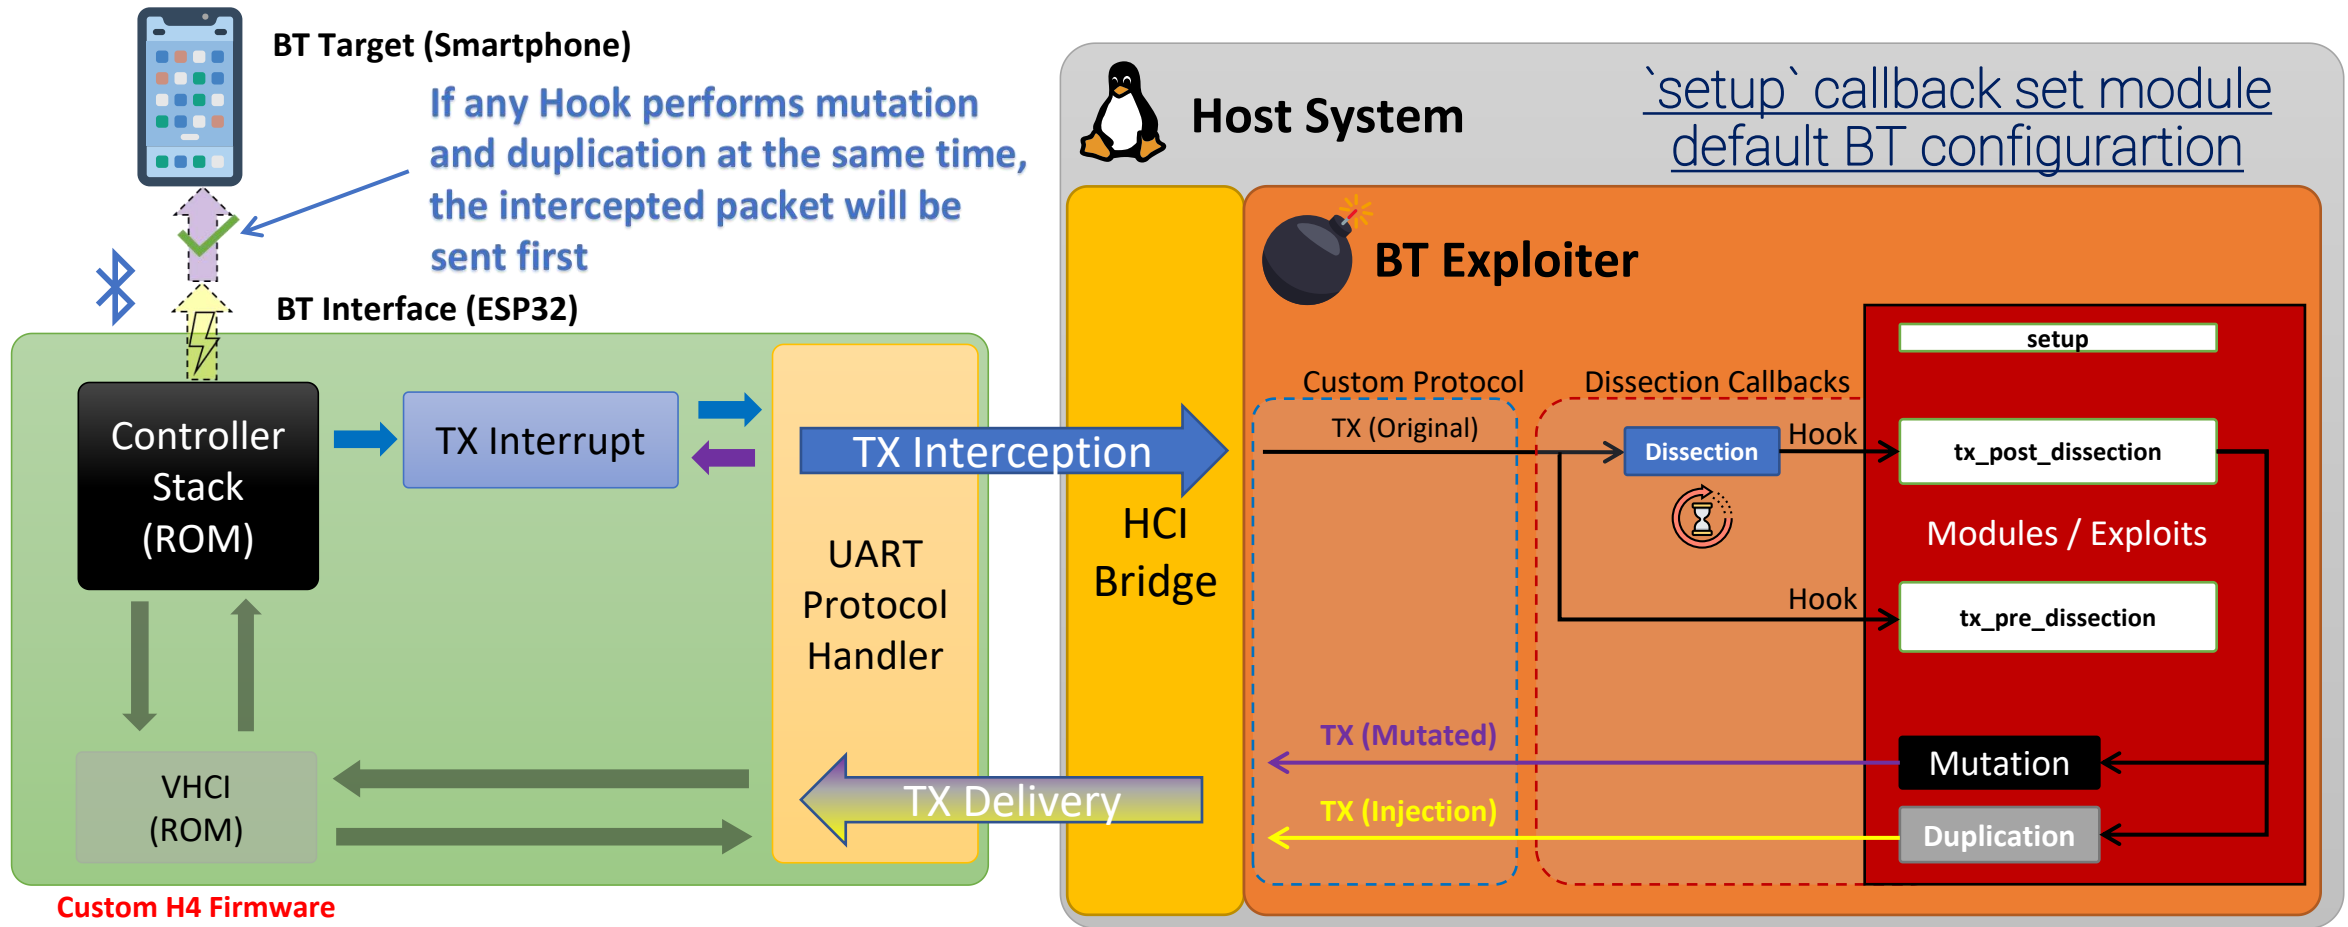 BT Target (Smartphone)
If any Hook performs mutation
and duplication at the same time,
the intercepted packet will be
sent first
BT Interface (ESP32)
Controller
Stack
(ROM)
TX Interrupt
UART
Protocol
Handler
VHCI
(ROM)
Custom H4 Firmware
TX Interception
TX Delivery
Host System
`setup` callback set module
default BT configurartion
HCI
Bridge
BT Exploiter
Custom Protocol
Dissection Callbacks
TX (Original)
Dissection
Hook
Hook
setup
tx_post_dissection
Modules / Exploits
tx_pre_dissection
TX (Mutated)
Mutation
TX (Injection)
Duplication